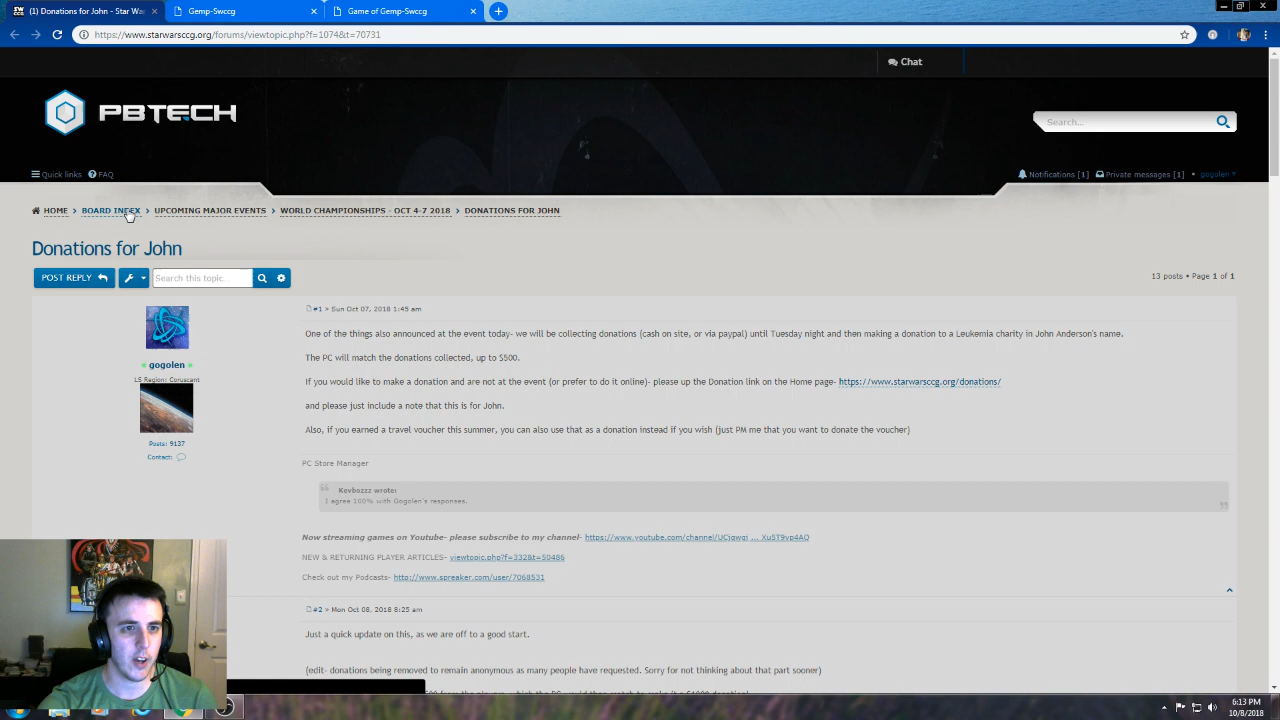 (1) Donations for John - Star Wa
Gemp-Swccg
Game of Gemp-Swccg
https://www.starwarsccg.org/forums/viewtopic.php?f=1074&t=70731
Chat
PBTECH
Search...
Quick links FAQ
Notifications [1] Private messages [1] • gogolen
HOME > BOARD INDEX > UPCOMING MAJOR EVENTS > WORLD CHAMPIONSHIPS - OCT 4-7 2018 > DONATIONS FOR JOHN
Donations for John
POST REPLY
Search this topic...
13 posts • Page 1 of 1
gogolen
LS Region: Coruscant
Posts: 9137
Contact:
#1 » Sun Oct 07, 2018 1:45 am
One of the things also announced at the event today- we will be collecting donations (cash on site, or via paypal) until Tuesday night and then making a donation to a Leukemia charity in John Anderson's name.
The PC will match the donations collected, up to $500.
If you would like to make a donation and are not at the event (or prefer to do it online)- please up the Donation link on the Home page- https://www.starwarsccg.org/donations/
and please just include a note that this is for John.
Also, if you earned a travel voucher this summer, you can also use that as a donation instead if you wish (just PM me that you want to donate the voucher)
PC Store Manager
Kevbozzz wrote:
I agree 100% with Gogolen's responses.
Now streaming games on Youtube- please subscribe to my channel- https://www.youtube.com/channel/UCjqwqi ... XuST9yp4AQ
NEW & RETURNING PLAYER ARTICLES- viewtopic.php?f=332&t=50486
Check out my Podcasts- http://www.spreaker.com/user/7068531
#2 » Mon Oct 08, 2018 8:25 am
Just a quick update on this, as we are off to a good start.
(edit- donations being removed to remain anonymous as many people have requested. Sorry for not thinking about that part sooner)
6:13 PM
10/8/2018